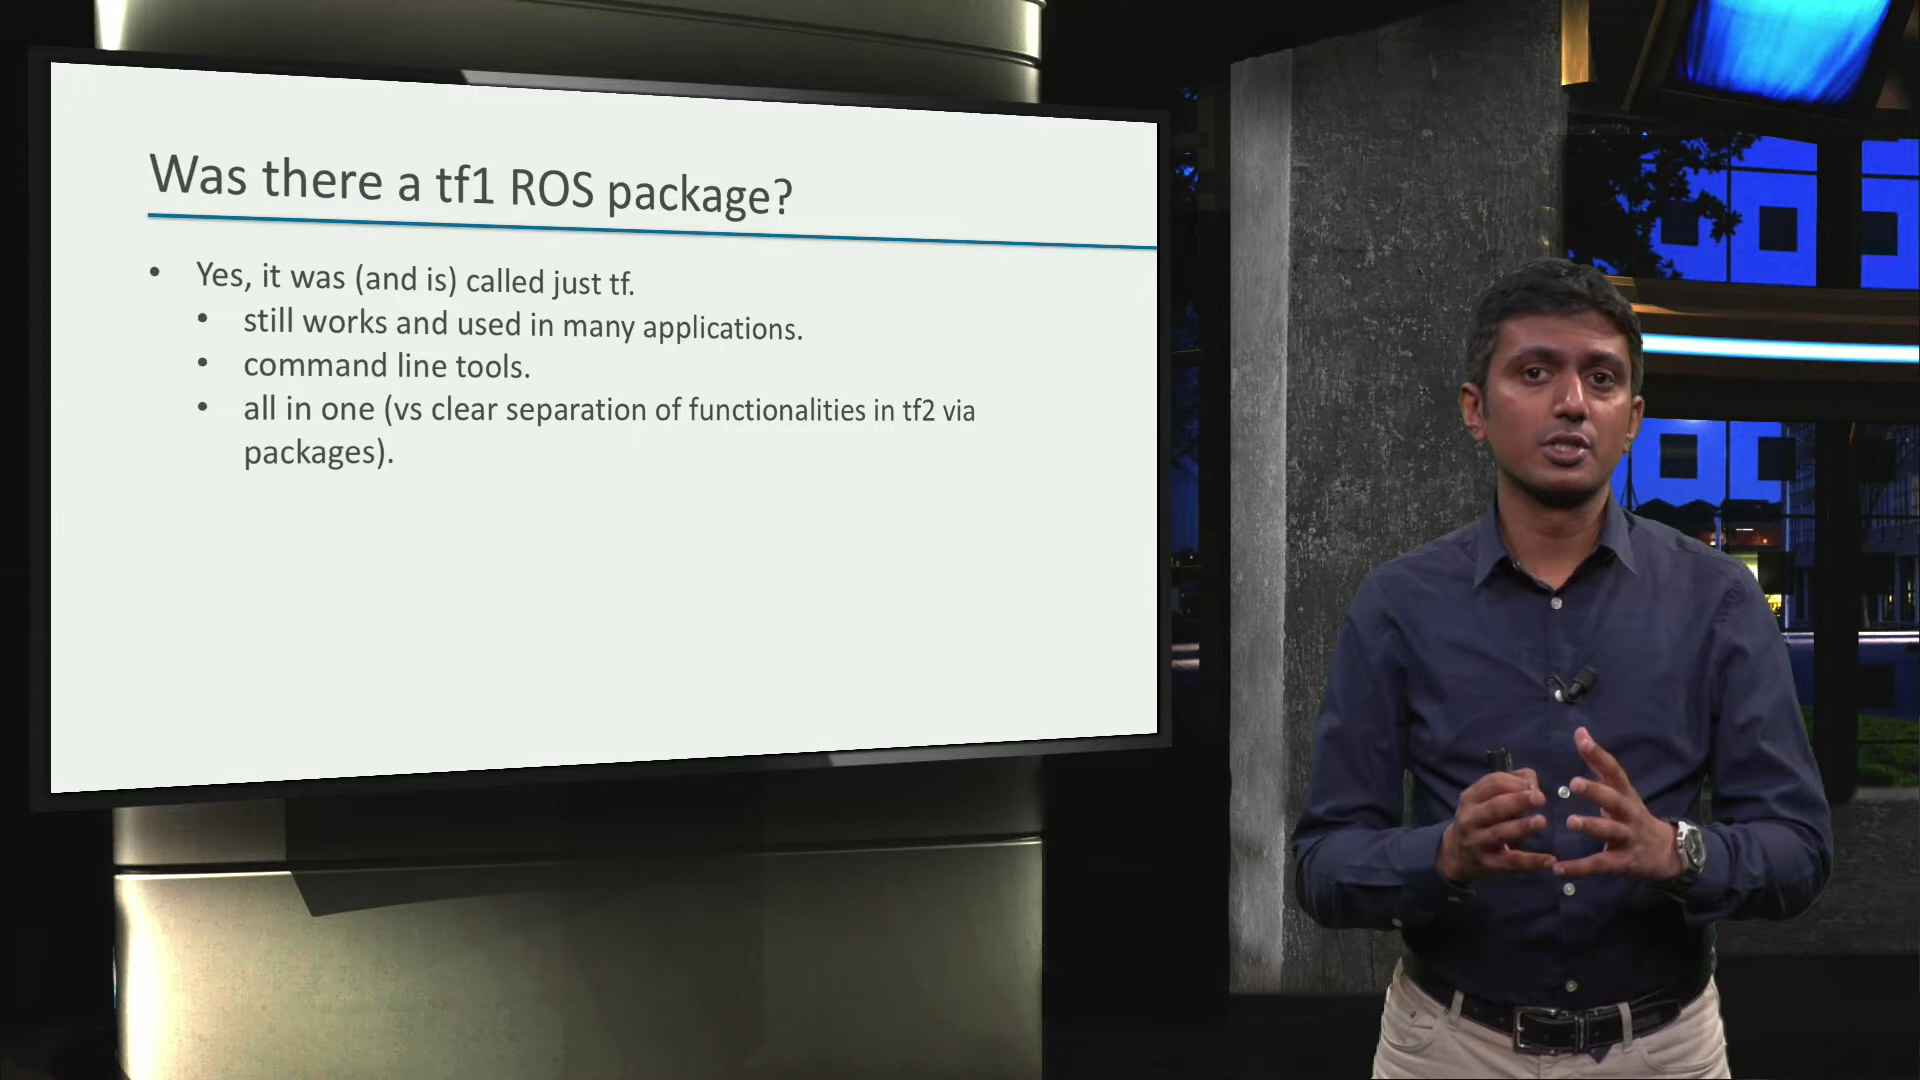 Was there a tf1 ROS package?
• Yes, it was (and is) called just tf.
• still works and used in many applications.
• command line tools.
• all in one (vs clear separation of functionalities in tf2 via
packages).